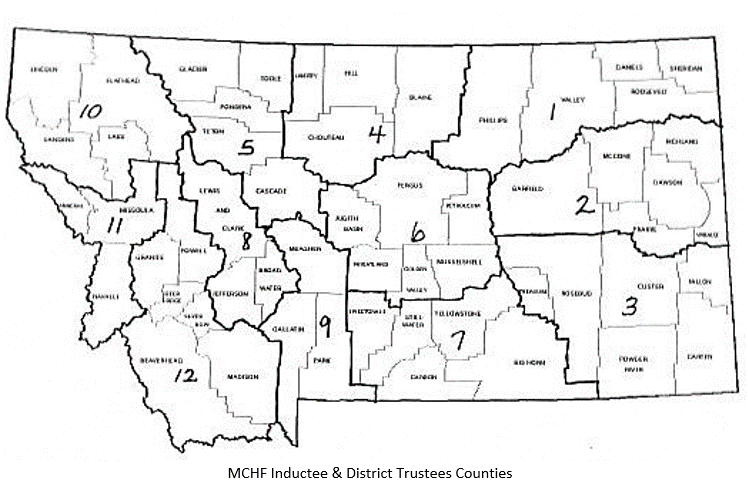 LINCOLN
FLATHEAD
10
SANDERS
LAKE
GLACIER
TOOLE
PONDERA
TETON
5
LIBERTY
HILL
BLAINE
CHOUTEAU
4
PHILLIPS
VALLEY
1
DANIELS
SHERIDAN
ROOSEVELT
MINERAL
MISSOULA
11
RAVALLI
LEWIS
AND
CLARK
8
CASCADE
GRANITE
POWELL
DEER
LODGE
SILVER
BOW
JEFFERSON
BROAD
WATER
MEAGHER
JUDITH
BASIN
FERGUS
PETROLEUM
6
WHEATLAND
GOLDEN
VALLEY
MUSSELSHELL
GARFIELD
MCCONE
RICHLAND
DAWSON
2
PRAIRIE
WIBAUX
GALLATIN
9
PARK
SWEETGRASS
STILL
WATER
YELLOWSTONE
7
CARBON
BIG HORN
TREASURE
ROSEBUD
CUSTER
3
FALLON
POWDER
RIVER
CARTER
BEAVERHEAD
12
MADISON
MCHF Inductee & District Trustees Counties